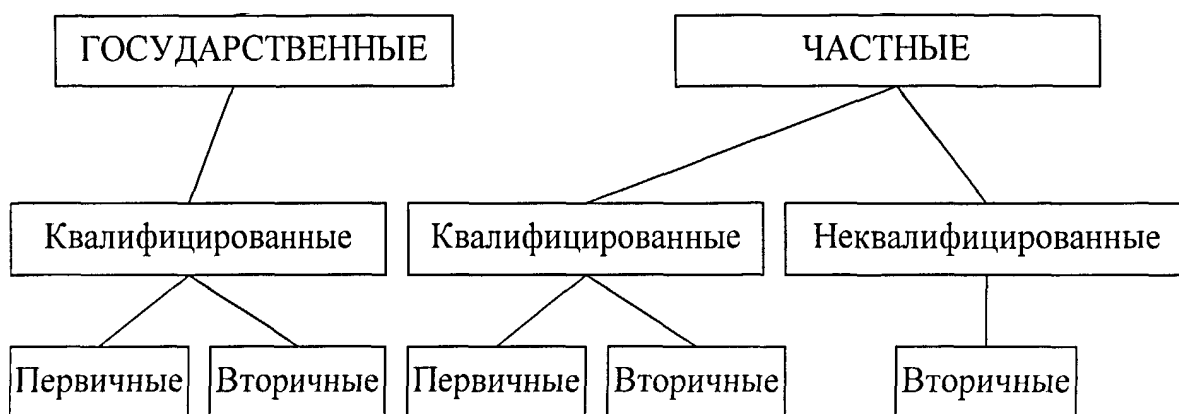 ГОСУДАРСТВЕННЫЕ
ЧАСТНЫЕ
Квалифицированные
Квалифицированные
Неквалифицированные
Первичные
Вторичные
Первичные
Вторичные
Вторичные